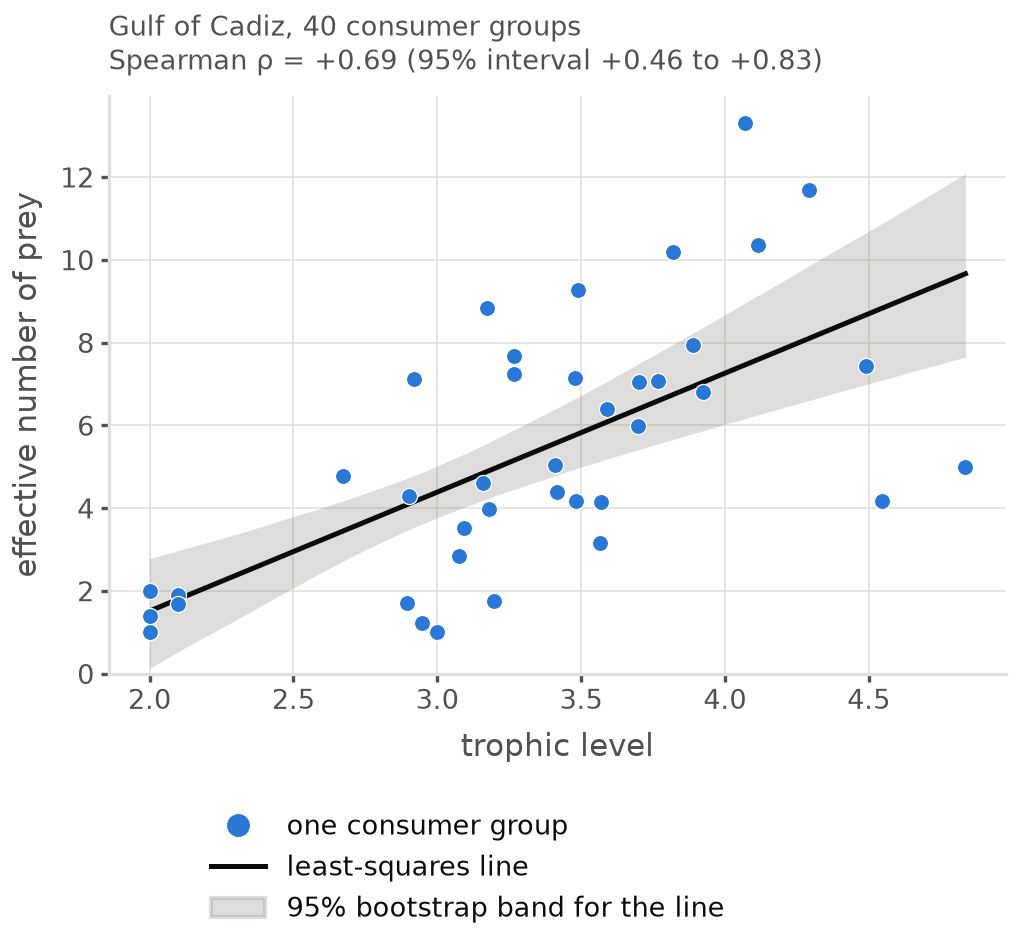 Gulf of Cadiz, 40 consumer groups
Spearman ρ = +0.69 (95% interval +0.46 to +0.83)
effective number of prey
12
10
8
6
4
2
0
2.0 2.5 3.0 3.5 4.0 4.5
trophic level
one consumer group
least-squares line
95% bootstrap band for the line